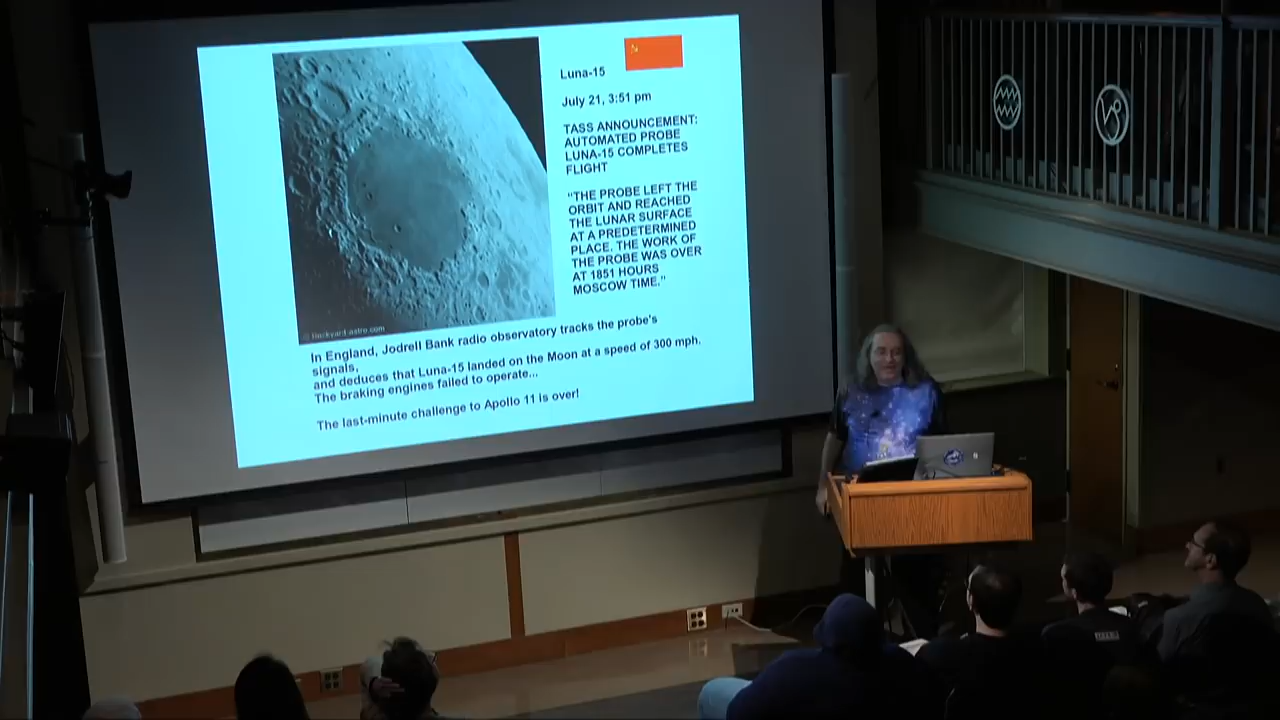 Luna-15
July 21, 3:51 pm
TASS ANNOUNCEMENT:
AUTOMATED PROBE
LUNA-15 COMPLETES
FLIGHT
“THE PROBE LEFT THE
ORBIT AND REACHED
THE LUNAR SURFACE
AT A PREDETERMINED
PLACE. THE WORK OF
THE PROBE WAS OVER
AT 1851 HOURS
MOSCOW TIME.”
© Backyard-astro.com
In England, Jodrell Bank radio observatory tracks the probe's
signals,
and deduces that Luna-15 landed on the Moon at a speed of 300 mph.
The braking engines failed to operate...
The last-minute challenge to Apollo 11 is over!